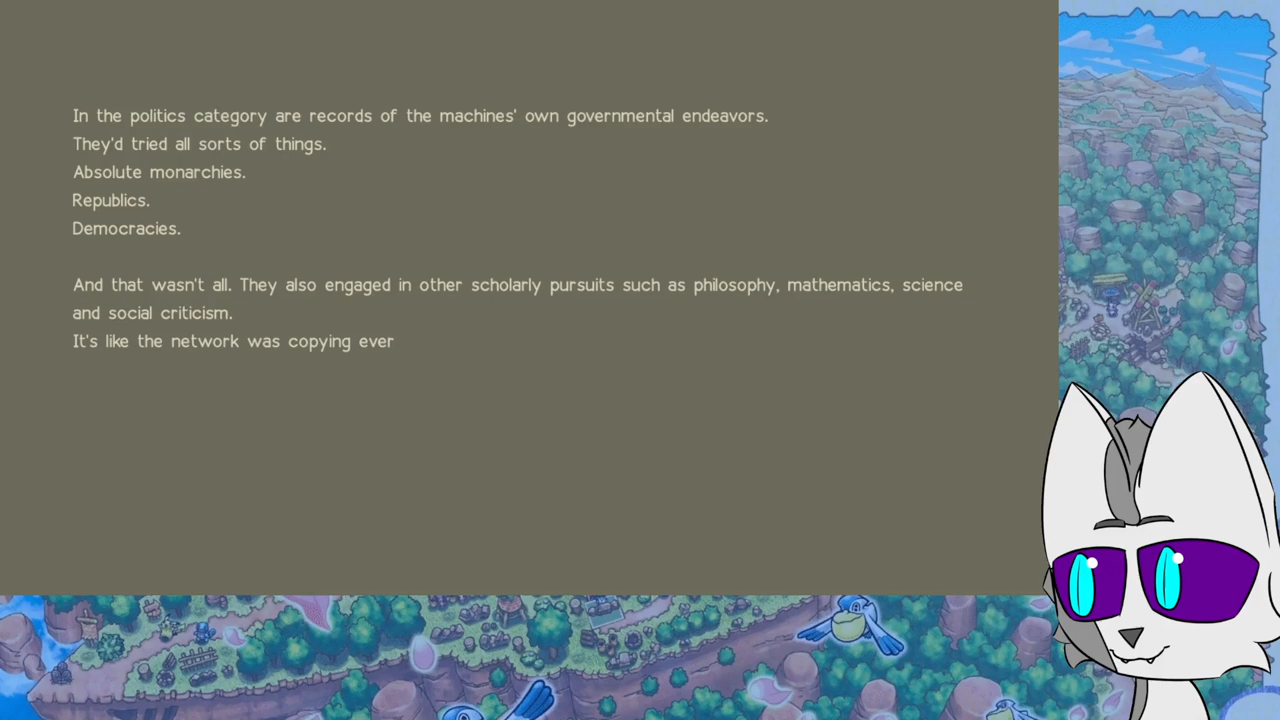 In the politics category are records of the machines' own governmental endeavors.
They'd tried all sorts of things.
Absolute monarchies.
Republics.
Democracies.
And that wasn't all. They also engaged in other scholarly pursuits such as philosophy, mathematics, science
and social criticism.
It's like the network was copying ever